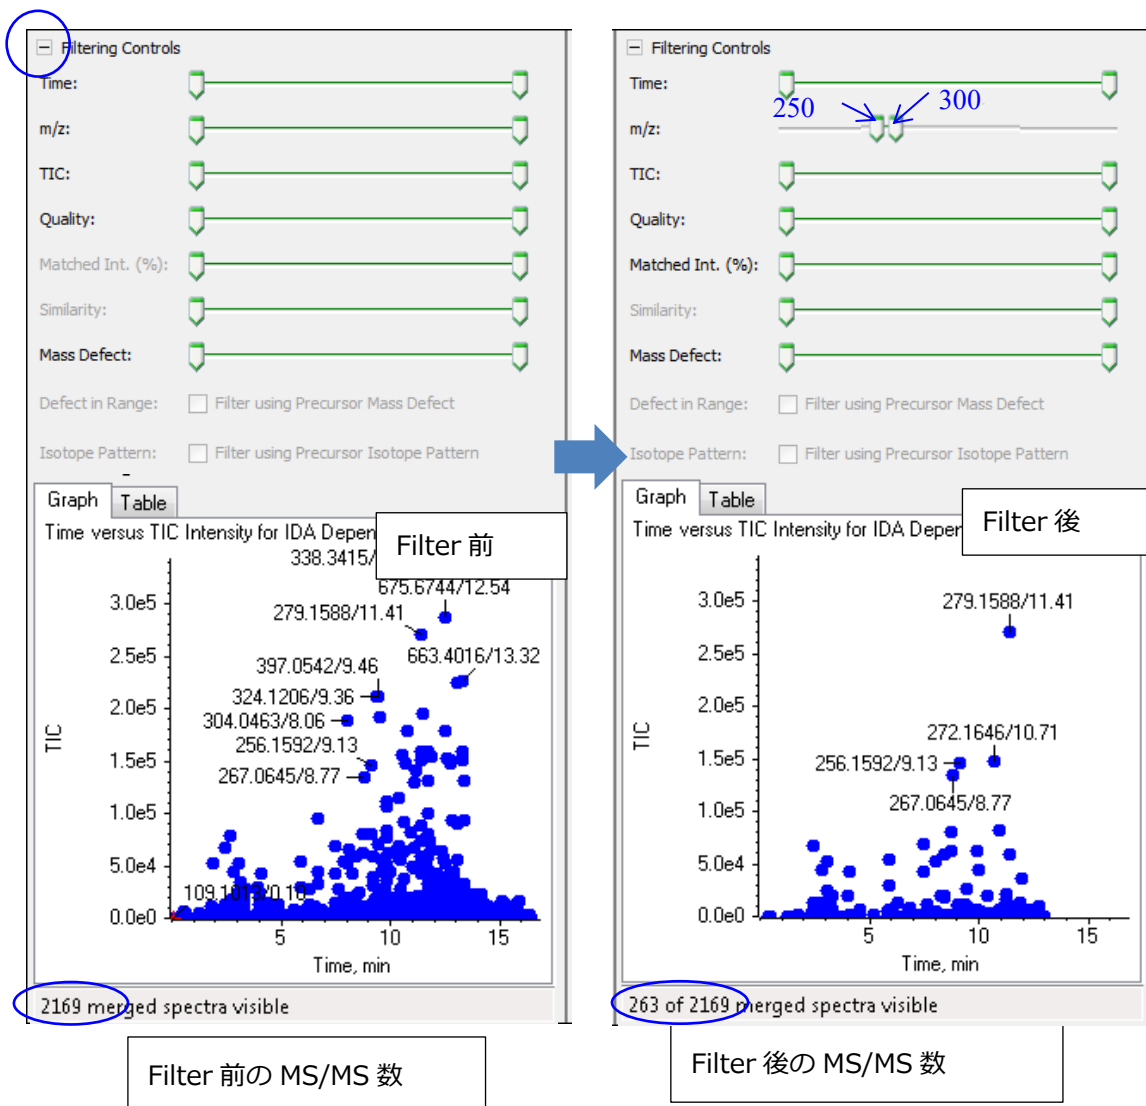 Filtering Controls
Time:
m/z:
TIC:
Quality:
Matched Int. (%):
Similarity:
Mass Defect:
Defect in Range:
Filter using Precursor Mass Defect
Isotope Pattern:
Filter using Precursor Isotope Pattern
Graph
Table
Time versus TIC Intensity for IDA Depen
Filter 前
338.3415/
675.6744/12.54
279.1588/11.41
663.4016/13.32
397.0542/9.46
324.1206/9.36
304.0463/8.06
256.1592/9.13
267.0645/8.77
109.1013/0.10
TIC
3.0e5
2.5e5
2.0e5
1.5e5
1.0e5
5.0e4
0.0e0
5
10
15
Time, min
2169 merged spectra visible
Filter 前の MS/MS 数
Filtering Controls
Time:
250
300
m/z:
TIC:
Quality:
Matched Int. (%):
Similarity:
Mass Defect:
Defect in Range:
Filter using Precursor Mass Defect
Isotope Pattern:
Filter using Precursor Isotope Pattern
Graph
Table
Time versus TIC Intensity for IDA Deper
Filter 後
279.1588/11.41
272.1646/10.71
256.1592/9.13
267.0645/8.77
TIC
3.0e5
2.5e5
2.0e5
1.5e5
1.0e5
5.0e4
0.0e0
5
10
15
Time, min
263 of 2169 merged spectra visible
Filter 後の MS/MS 数